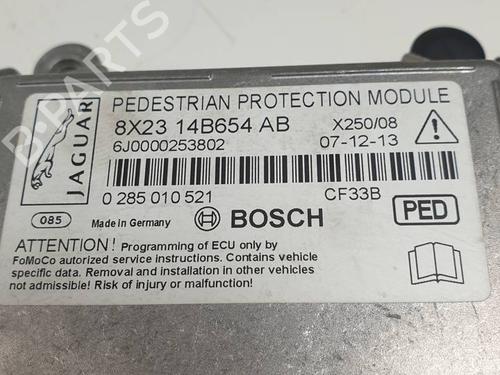 JAGUAR
PEDESTRIAN PROTECTION MODULE
8X23 14B654 AB X250/08
6J0000253802 07-12-13
0 285 010 521 CF33B
085 Made in Germany BOSCH PED
ATTENTION! Programming of ECU only by
FoMoCo autorized service instructions. Contains vehicle
specific data. Removal and installation in other vehicles
not admissible! Risk of injury or malfunction!
B-PARTS